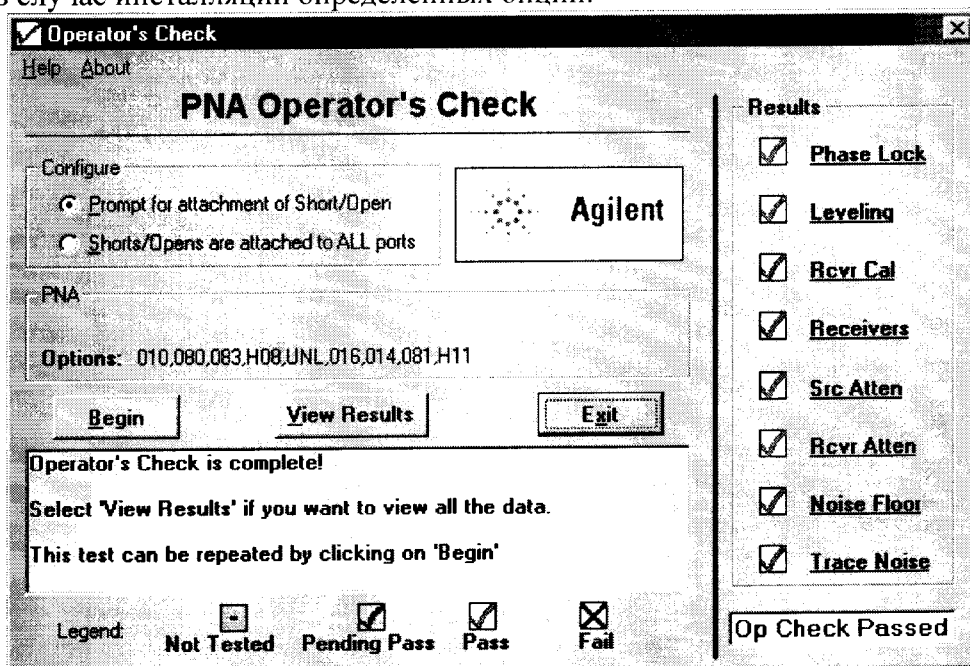 в случае инсталляции определенных опций.
Operator's Check
Help About
PNA Operator's Check
Configure
Prompt for attachment of Short/Open
Shorts/Opens are attached to ALL ports
Agilent
PNA
Options: 010,080,083,H08,UNL,016,014,081,H11
Begin
View Results
Exit
Operator's Check is complete!
Select 'View Results' if you want to view all the data.
This test can be repeated by clicking on 'Begin'
Legend:
Not Tested
Pending Pass
Pass
Fail
Results
Phase Lock
Leveling
Rcvr Cal
Receivers
Src Atten
Rcvr Atten
Noise Floor
Trace Noise
Op Check Passed